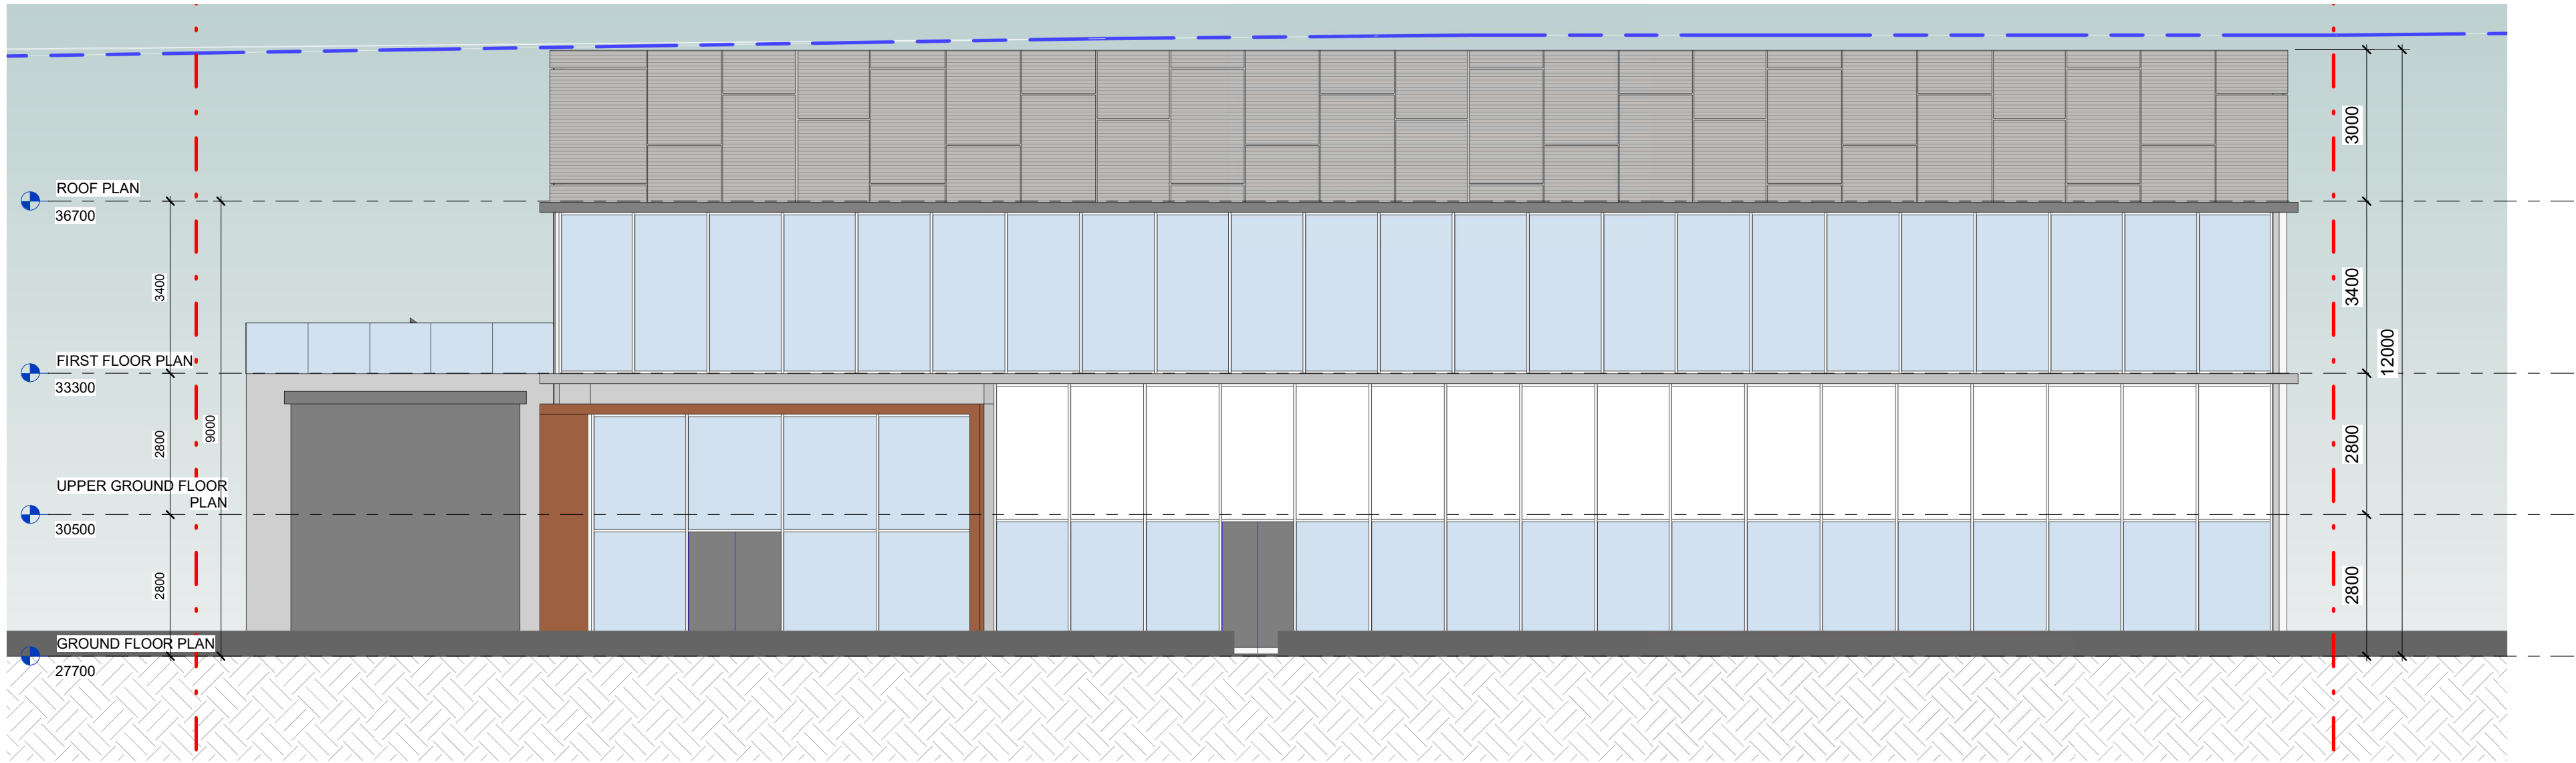 ROOF PLAN
36700
3400
FIRST FLOOR PLAN
33300
2800
9000
UPPER GROUND FLOOR
PLAN
30500
2800
GROUND FLOOR PLAN
27700
3000
3400
12000
2800
2800